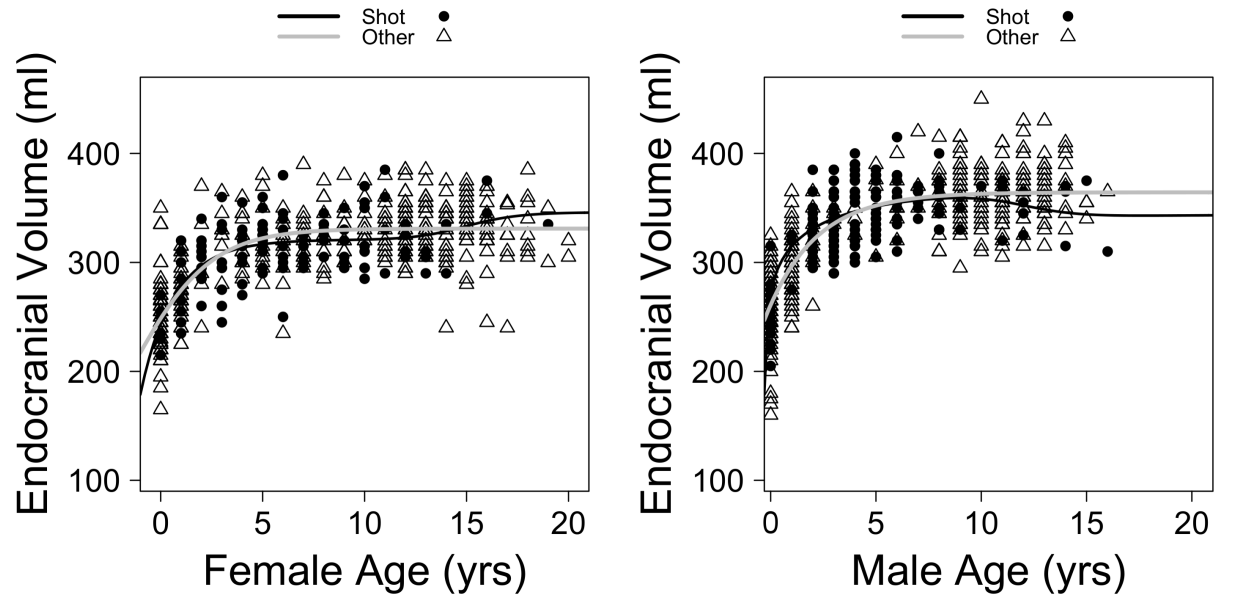 Shot
Other
Endocranial Volume (ml)
400
300
200
100
0 5 10 15 20
Female Age (yrs)
Shot
Other
Endocranial Volume (ml)
400
300
200
100
0 5 10 15 20
Male Age (yrs)